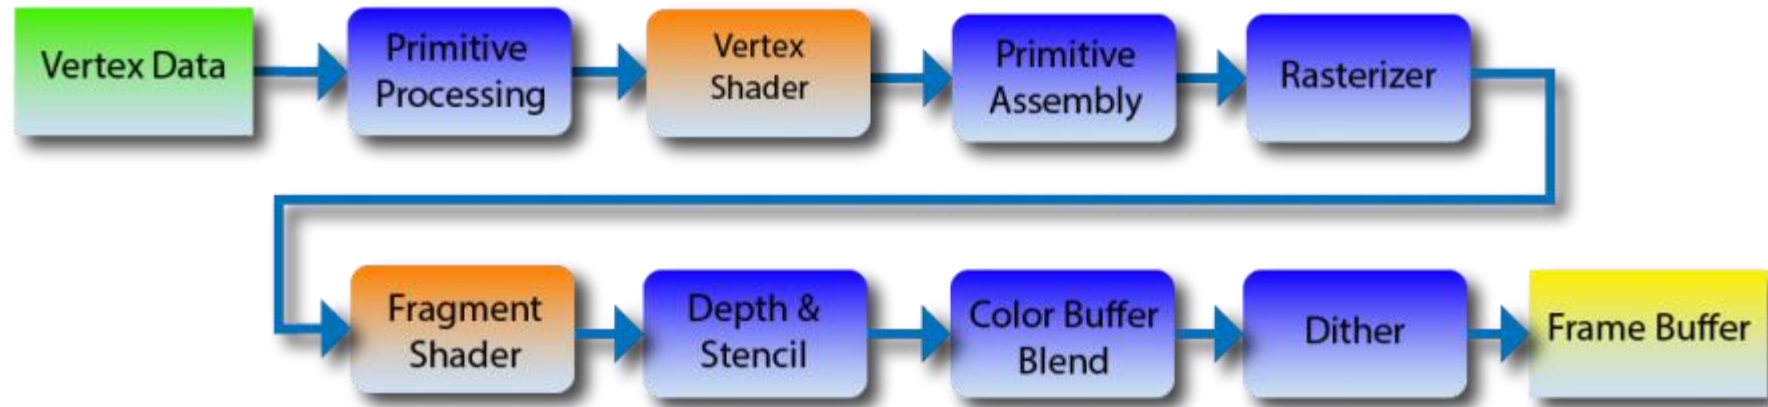 Vertex Data
Primitive
Processing
Vertex
Shader
Primitive
Assembly
Rasterizer
Fragment
Shader
Depth &
Stencil
Color Buffer
Blend
Dither
Frame Buffer